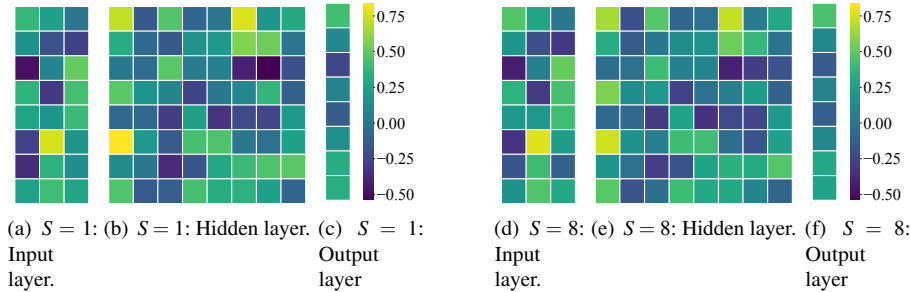 0.75
0.50
0.25
0.00
−0.25
−0.50
0.75
0.50
0.25
0.00
−0.25
−0.50
(a) S = 1: Input layer.
(b) S = 1: Hidden layer.
(c) S = 1: Output layer
(d) S = 8: Input layer.
(e) S = 8: Hidden layer.
(f) S = 8: Output layer